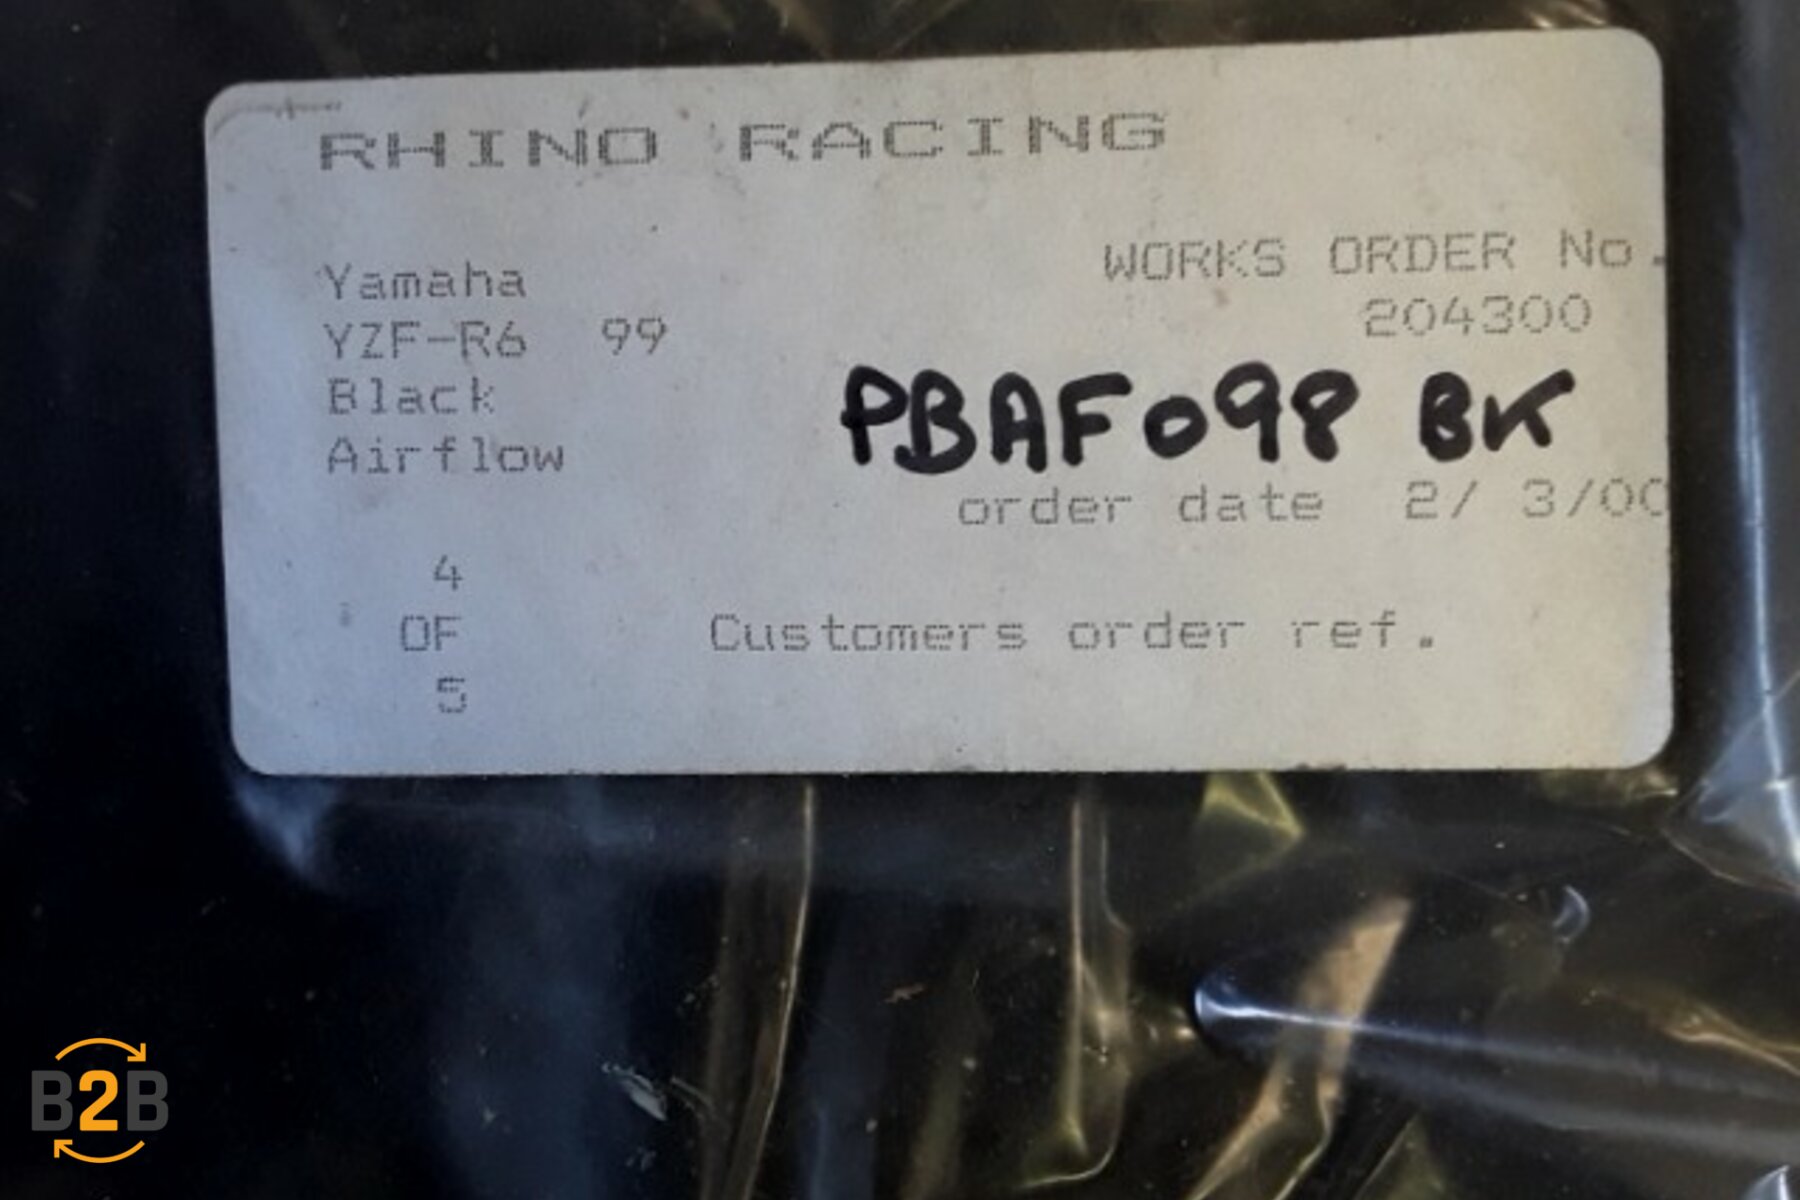 RHINO RACING
WORKS ORDER No.
204300
Yamaha
YZF-R6 99
Black
Airflow
PBAF098 BK
order date 2/ 3/00
4
OF
5
Customers order ref.
B2B